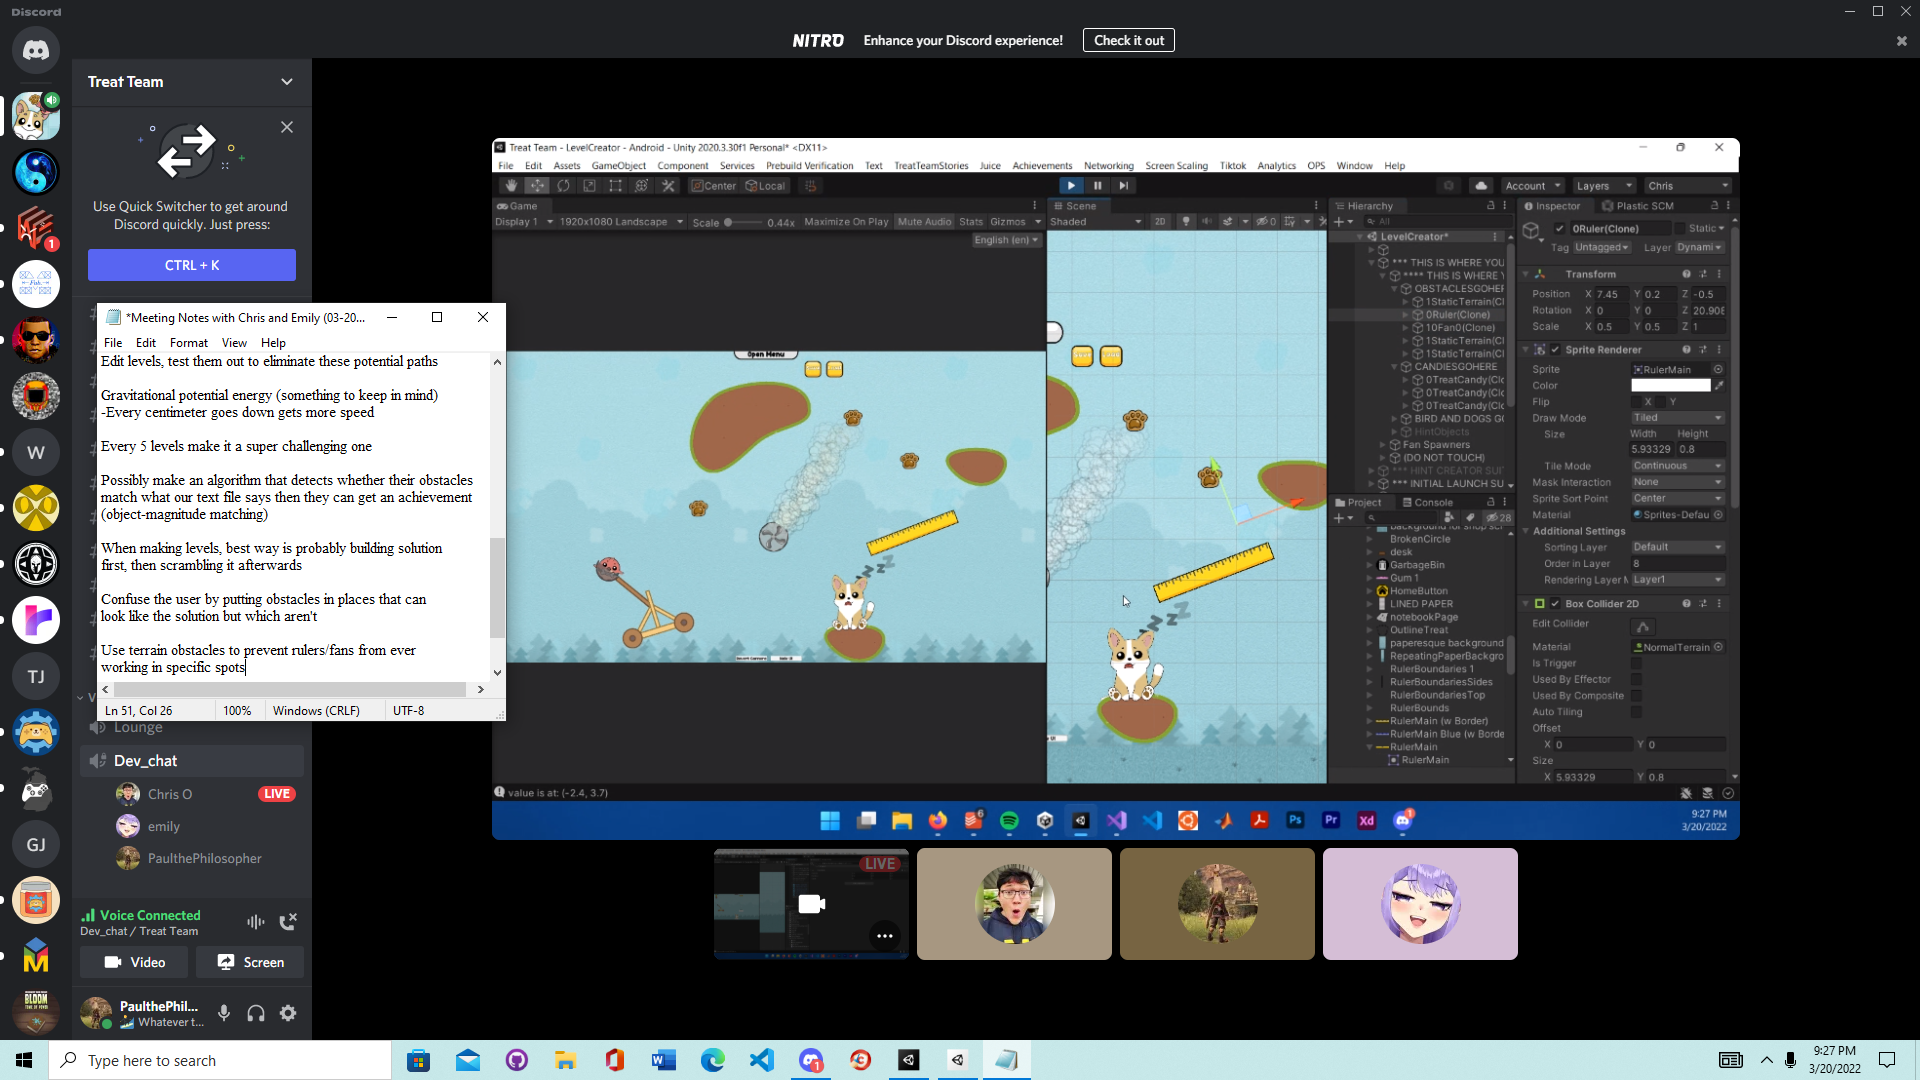 Discord
NITRO
Enhance your Discord experience!
Check it out
Treat Team
Use Quick Switcher to get around
Discord quickly. Just press:
CTRL + K
*Meeting Notes with Chris and Emily (03-20...
File Edit Format View Help
Edit levels, test them out to eliminate these potential paths
Gravitational potential energy (something to keep in mind)
-Every centimeter goes down gets more speed
Every 5 levels make it a super challenging one
Possibly make an algorithm that detects whether their obstacles
match what our text file says then they can get an achievement
(object-magnitude matching)
When making levels, best way is probably building solution
first, then scrambling it afterwards
Confuse the user by putting obstacles in places that can
look like the solution but which aren't
Use terrain obstacles to prevent rulers/fans from ever
working in specific spots
Ln 51, Col 26
100%
Windows (CRLF)
UTF-8
Lounge
Dev_chat
Chris O
LIVE
emily
PaulthePhilosopher
Voice Connected
Dev_chat / Treat Team
Video
Screen
PaulthePhil...
Whatever t...
W
TJ
GJ
1
Treat Team - LevelCreator - Android - Unity 2020.3.30f1 Personal* <DX11>
File Edit Assets GameObject Component Services Prebuild Verification Text TreatTeamStories Juice Achievements Networking Screen Scaling Tiktok Analytics OPS Window Help
Center
Local
Account
Layers
Chris
Game
Display 1
1920x1080 Landscape
Scale
0.44x
Maximize On Play
Mute Audio
Stats
Gizmos
English (en)
Open Menu
Scene
Shaded
2D
0
Hierarchy
All
LevelCreator*
*** THIS IS WHERE YOU
**** THIS IS WHERE Y
OBSTACLESGOHER
1StaticTerrain(Cl
0Ruler(Clone)
10Fan0(Clone)
1StaticTerrain(Cl
1StaticTerrain(Cl
CANDIESGOHERE
0TreatCandy(Clc
0TreatCandy(Clc
0TreatCandy(Clc
BIRD AND DOGS GO
HintObjects
Fan Spawners
(DO NOT TOUCH)
*** HINT CREATOR SUI
*** INITIAL LAUNCH SU
Project
Console
28
BrokenCircle
desk
GarbageBin
Gum 1
HomeButton
LINED PAPER
notebookPage
OutlineTreat
paperesque background
RepeatingPaperBackgro
RulerBoundaries 1
RulerBoundariesSides
RulerBoundariesTop
RulerBounds
RulerMain (w Border)
RulerMain Blue (w Borde
RulerMain
RulerMain
Inspector
Plastic SCM
0Ruler(Clone)
Static
Tag Untagged
Layer Dynami
Transform
Position X 7.45 Y 0.2 Z -0.5
Rotation X 0 Y 0 Z 20.908
Scale X 0.5 Y 0.5 Z 1
Sprite Renderer
Sprite RulerMain
Color
Flip X Y
Draw Mode Tiled
Size Width Height
5.93329 0.8
Tile Mode Continuous
Mask Interaction None
Sprite Sort Point Center
Material Sprites-Defau
Additional Settings
Sorting Layer Default
Order in Layer 8
Rendering Layer M Layer1
Box Collider 2D
Edit Collider
Material NormalTerrain
Is Trigger
Used By Effector
Used By Composite
Auto Tiling
Offset
X 0 Y 0
Size
X 5.93329 Y 0.8
value is at: (-2.4, 3.7)
9:27 PM
3/20/2022
LIVE
Type here to search
9:27 PM
3/20/2022